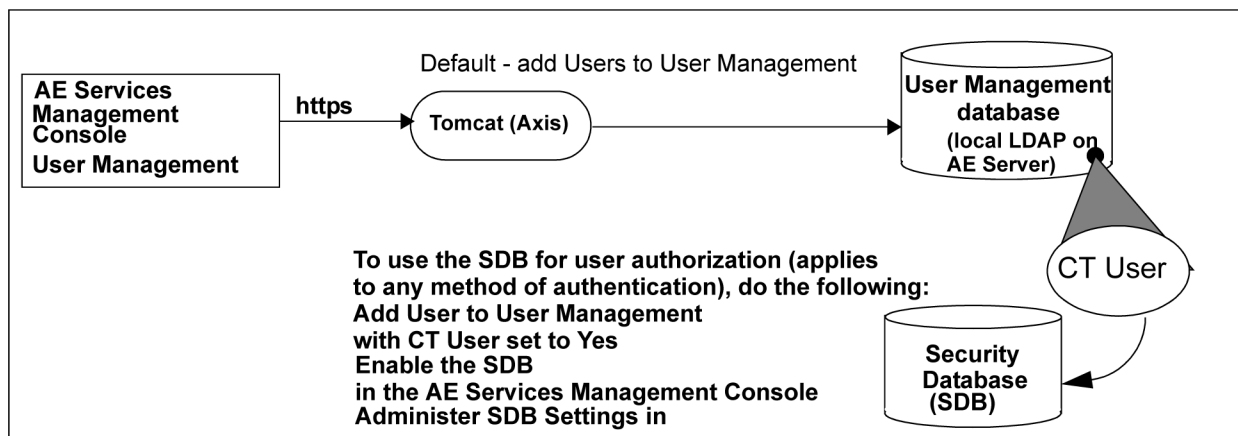 Default - add Users to User Management
AE Services
Management
Console
User Management
https
Tomcat (Axis)
User Management
database
(local LDAP on
AE Server)
CT User
To use the SDB for user authorization (applies
to any method of authentication), do the following:
Add User to User Management
with CT User set to Yes
Enable the SDB
in the AE Services Management Console
Administer SDB Settings in
Security
Database
(SDB)